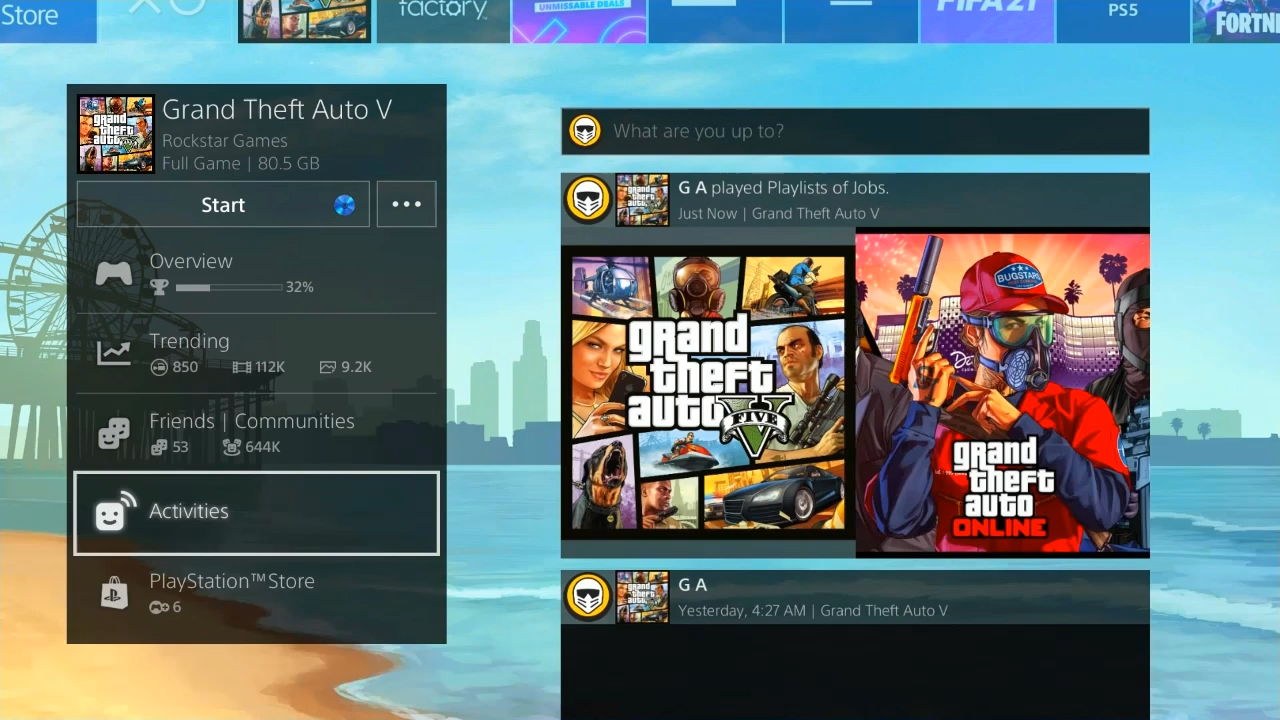 Store
factory
UNMISSABLE DEALS
FIFA 21
PS5
FORTNI
Grand Theft Auto V
Rockstar Games
Full Game | 80.5 GB
Start
Overview
32%
Trending
850 112K 9.2K
Friends | Communities
53 644K
Activities
PlayStation™Store
6
What are you up to?
G A played Playlists of Jobs.
Just Now | Grand Theft Auto V
grand
theft
auto V
FIVE
BUGSTARS
grand
theft
auto
ONLINE
G A
Yesterday, 4:27 AM | Grand Theft Auto V